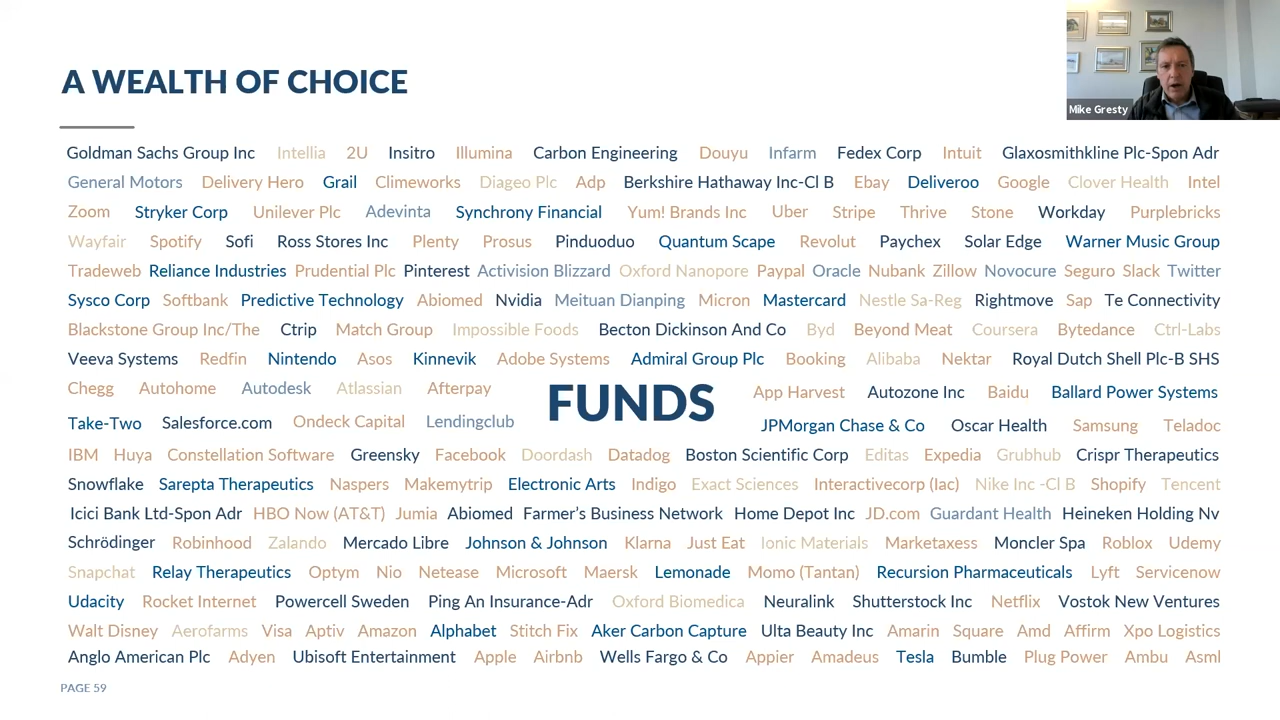 A WEALTH OF CHOICE
Mike Gresty
Goldman Sachs Group Inc Intellia 2U Insitro Illumina Carbon Engineering Douyu Infarm Fedex Corp Intuit Glaxosmithkline Plc-Spon Adr
General Motors Delivery Hero Grail Climeworks Diageo Plc Adp Berkshire Hathaway Inc-Cl B Ebay Deliveroo Google Clover Health Intel
Zoom Stryker Corp Unilever Plc Adevinta Synchrony Financial Yum! Brands Inc Uber Stripe Thrive Stone Workday Purplebricks
Wayfair Spotify Sofi Ross Stores Inc Plenty Prosus Pinduoduo Quantum Scape Revolut Paychex Solar Edge Warner Music Group
Tradeweb Reliance Industries Prudential Plc Pinterest Activision Blizzard Oxford Nanopore Paypal Oracle Nubank Zillow Novocure Seguro Slack Twitter
Sysco Corp Softbank Predictive Technology Abiomed Nvidia Meituan Dianping Micron Mastercard Nestle Sa-Reg Rightmove Sap Te Connectivity
Blackstone Group Inc/The Ctrip Match Group Impossible Foods Becton Dickinson And Co Byd Beyond Meat Coursera Bytedance Ctrl-Labs
Veeva Systems Redfin Nintendo Asos Kinnevik Adobe Systems Admiral Group Plc Booking Alibaba Nektar Royal Dutch Shell Plc-B SHS
Chegg Autohome Autodesk Atlassian Afterpay App Harvest Autozone Inc Baidu Ballard Power Systems
FUNDS
Take-Two Salesforce.com Ondeck Capital Lendingclub JPMorgan Chase & Co Oscar Health Samsung Teladoc
IBM Huya Constellation Software Greensky Facebook Doordash Datadog Boston Scientific Corp Editas Expedia Grubhub Crispr Therapeutics
Snowflake Sarepta Therapeutics Naspers Makemytrip Electronic Arts Indigo Exact Sciences Interactivecorp (Iac) Nike Inc -Cl B Shopify Tencent
Icici Bank Ltd-Spon Adr HBO Now (AT&T) Jumia Abiomed Farmer’s Business Network Home Depot Inc JD.com Guardant Health Heineken Holding Nv
Schrödinger Robinhood Zalando Mercado Libre Johnson & Johnson Klarna Just Eat Ionic Materials Marketaxess Moncler Spa Roblox Udemy
Snapchat Relay Therapeutics Optym Nio Netease Microsoft Maersk Lemonade Momo (Tantan) Recursion Pharmaceuticals Lyft Servicenow
Udacity Rocket Internet Powercell Sweden Ping An Insurance-Adr Oxford Biomedica Neuralink Shutterstock Inc Netflix Vostok New Ventures
Walt Disney Aerofarms Visa Aptiv Amazon Alphabet Stitch Fix Aker Carbon Capture Ulta Beauty Inc Amarin Square Amd Affirm Xpo Logistics
Anglo American Plc Adyen Ubisoft Entertainment Apple Airbnb Wells Fargo & Co Appier Amadeus Tesla Bumble Plug Power Ambu Asml
PAGE 59